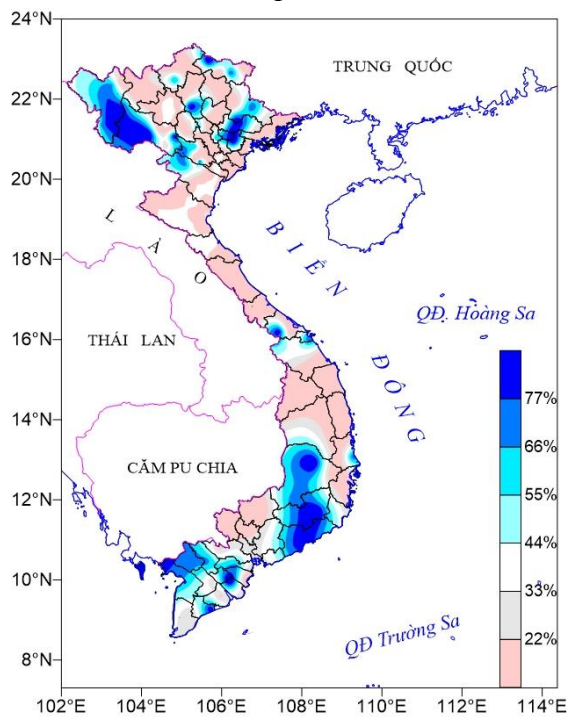 24°N
22°N
20°N
18°N
16°N
14°N
12°N
10°N
8°N
TRUNG QUỐC
LÀO
BIỂN ĐÔNG
QĐ. Hoàng Sa
THÁI LAN
CĂM PU CHIA
QĐ Trường Sa
77%
66%
55%
44%
33%
22%
102°E 104°E 106°E 108°E 110°E 112°E 114°E